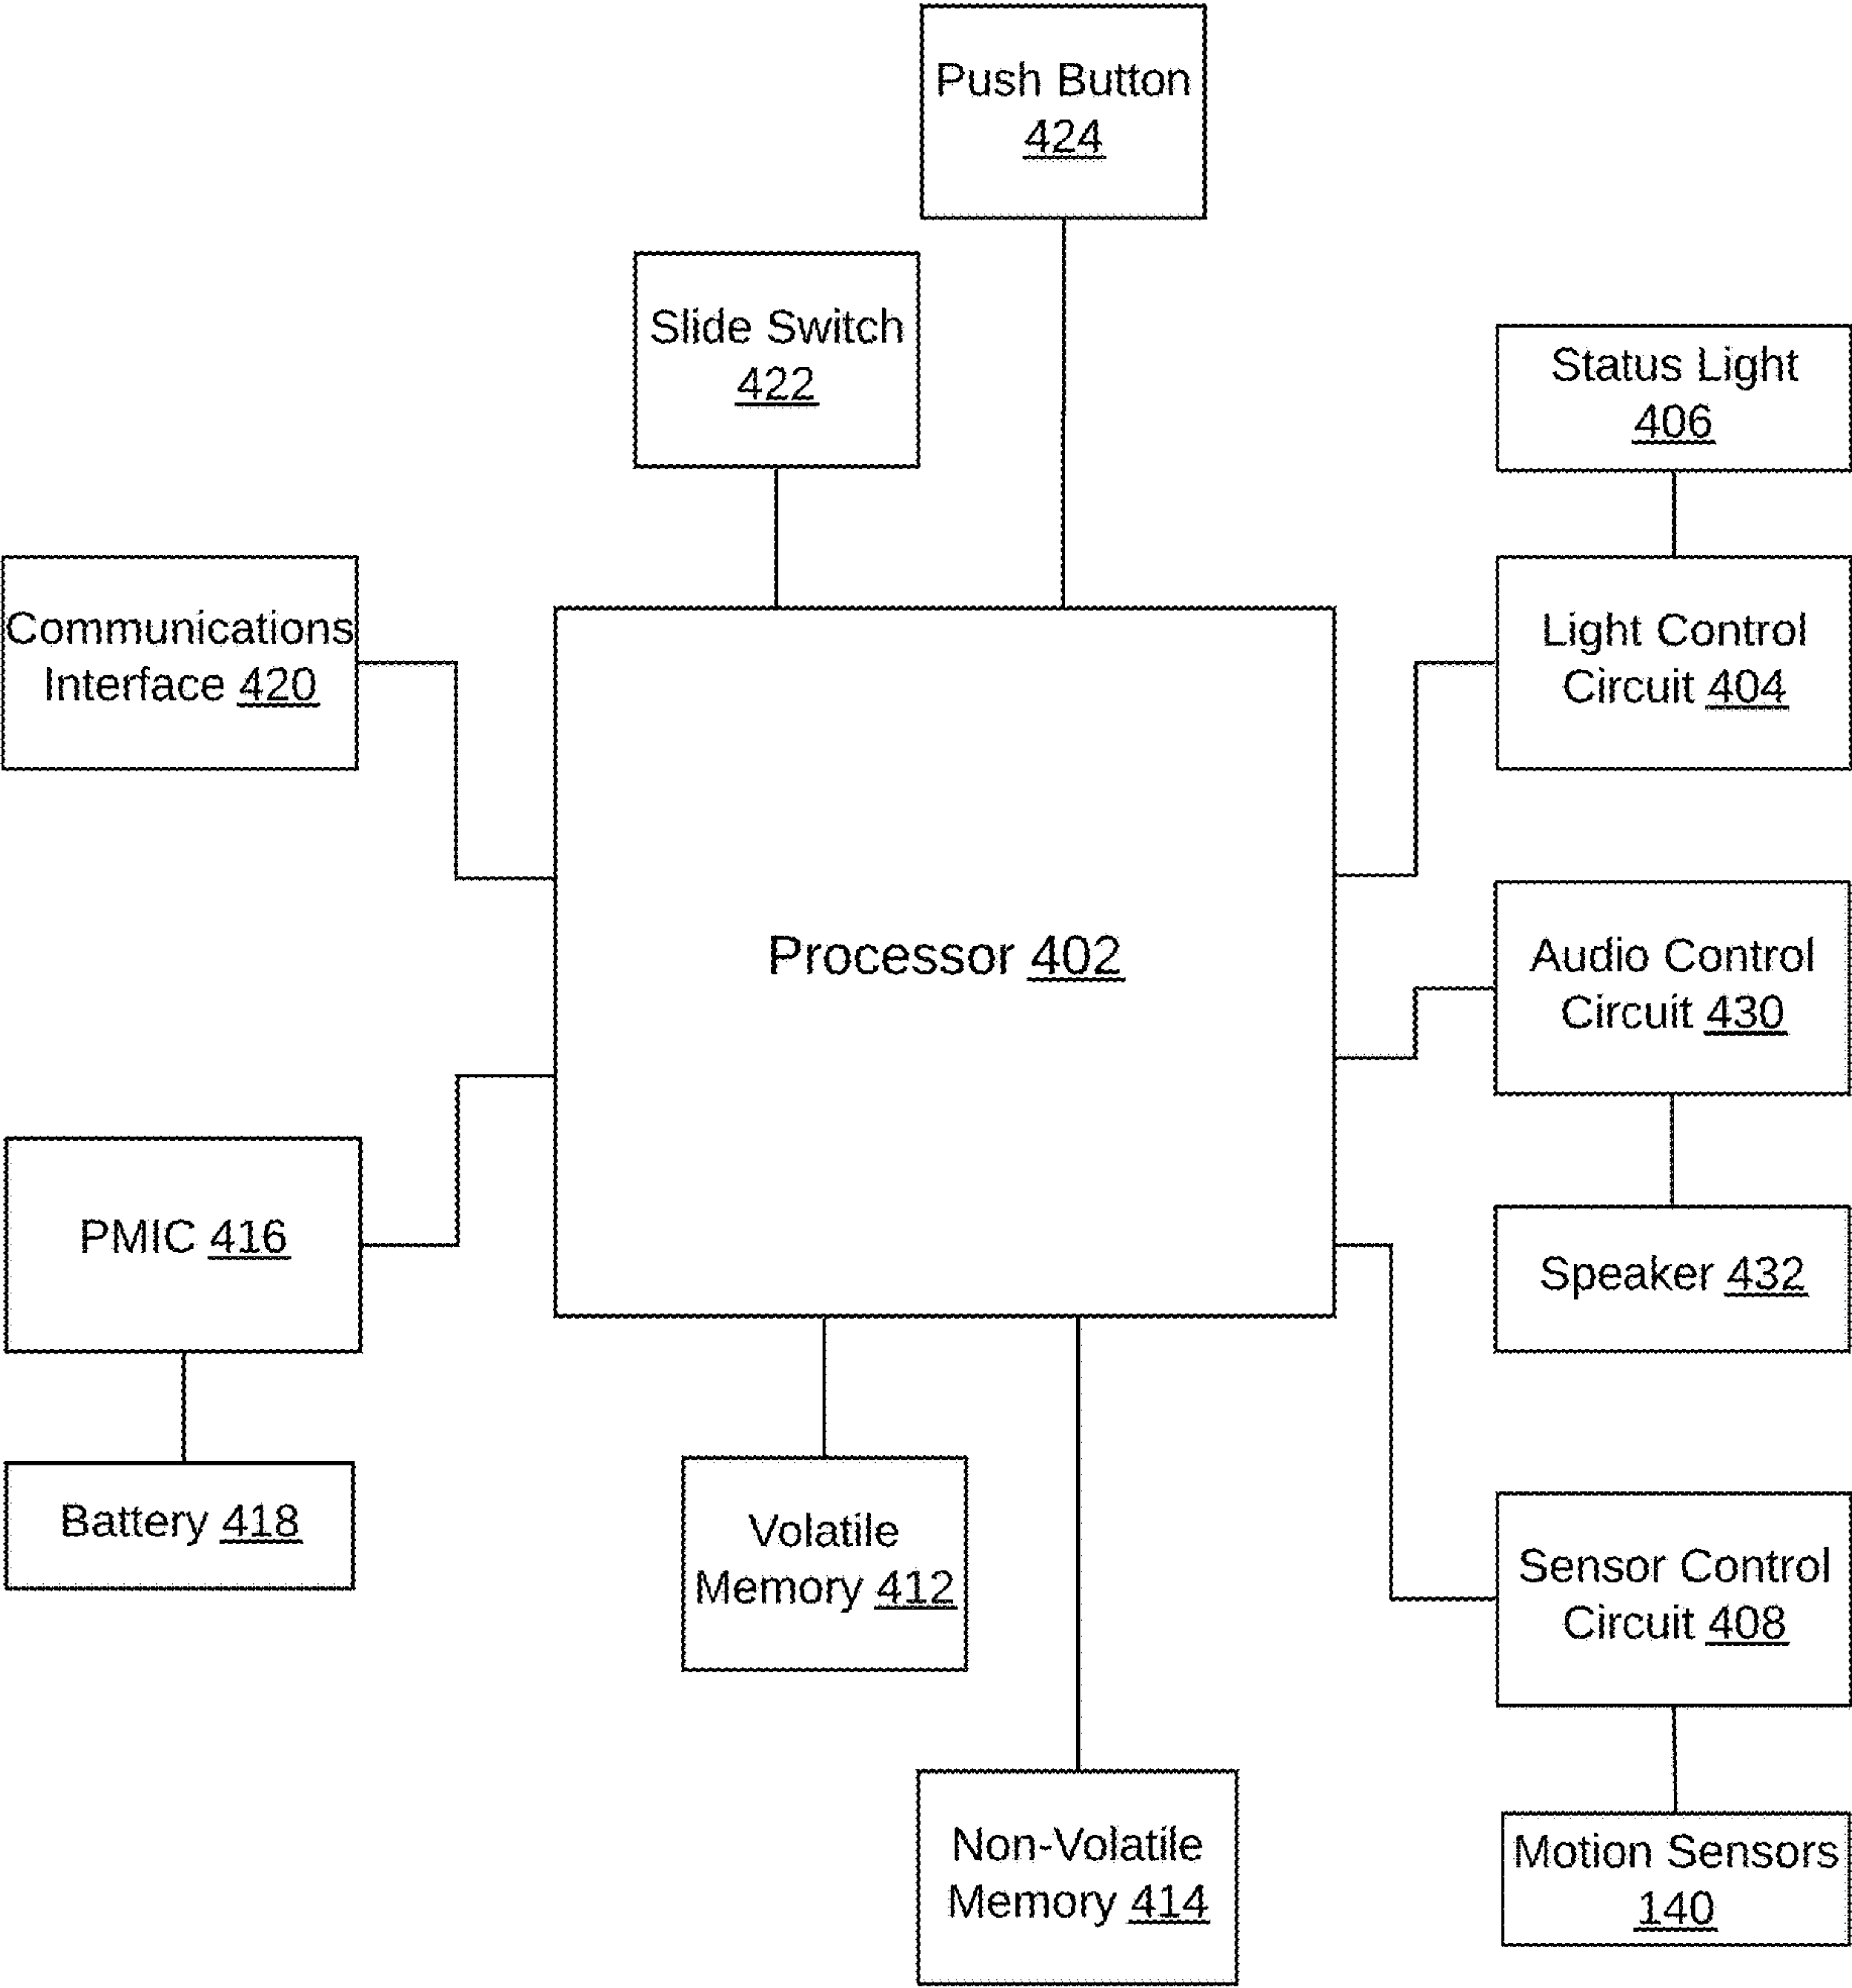 Push Button
424
Slide Switch
422
Status Light
406
Communications
Interface 420
Light Control
Circuit 404
Processor 402
Audio Control
Circuit 430
PMIC 416
Speaker 432
Battery 418
Volatile
Memory 412
Sensor Control
Circuit 408
Non-Volatile
Memory 414
Motion Sensors
140